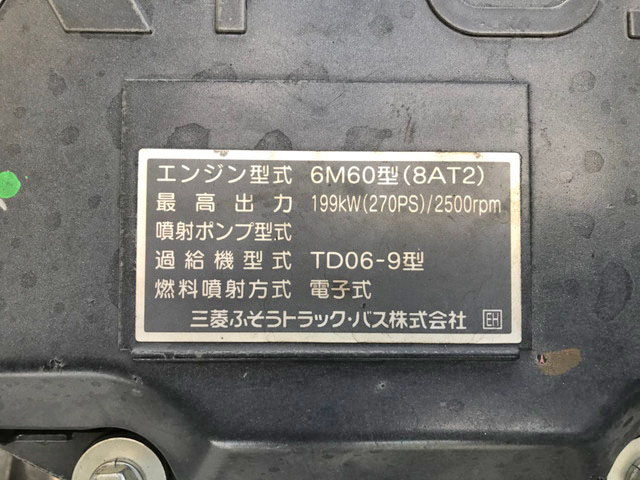 エンジン型式 6M60型(8AT2)
最高出力 199kW(270PS)/2500rpm
噴射ポンプ型式
過給機型式 TD06-9型
燃料噴射方式 電子式
三菱ふそうトラック・バス株式会社 EH